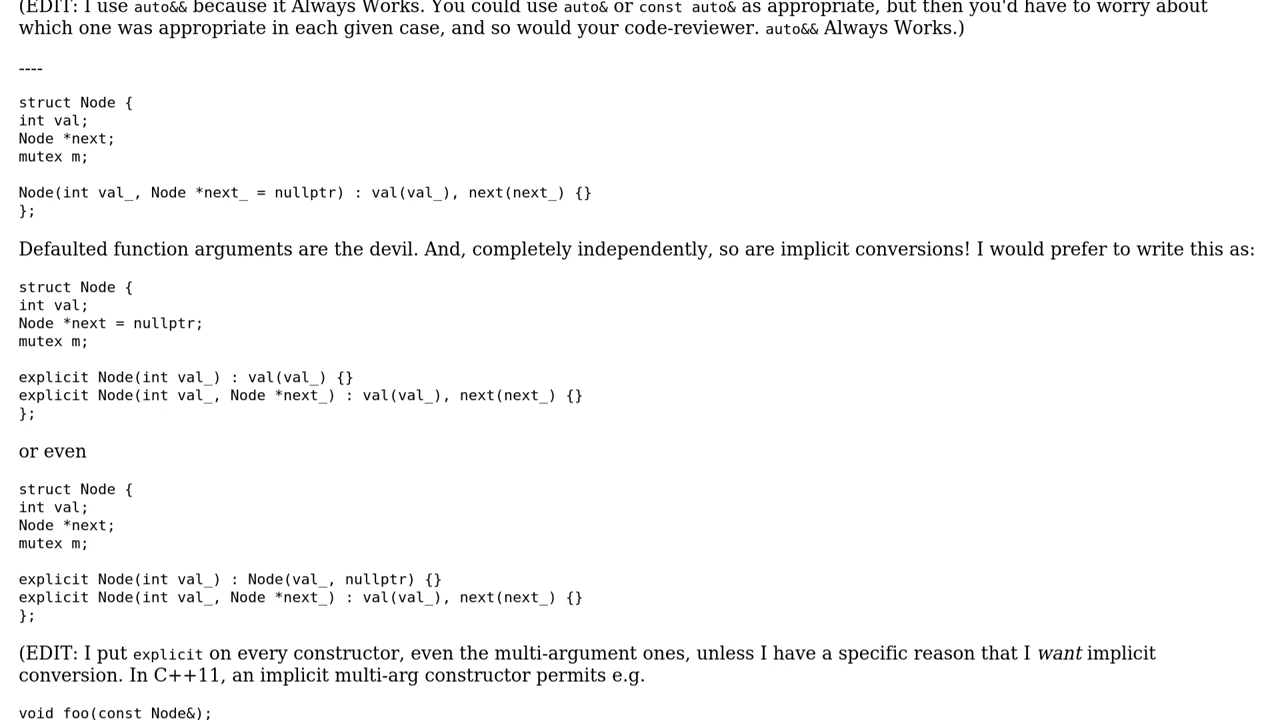 (EDIT: I use auto&& because it Always Works. You could use auto& or const auto& as appropriate, but then you'd have to worry about
which one was appropriate in each given case, and so would your code-reviewer. auto&& Always Works.)
----
struct Node {
int val;
Node *next;
mutex m;
Node(int val_, Node *next_ = nullptr) : val(val_), next(next_) {}
};
Defaulted function arguments are the devil. And, completely independently, so are implicit conversions! I would prefer to write this as:
struct Node {
int val;
Node *next = nullptr;
mutex m;
explicit Node(int val_) : val(val_) {}
explicit Node(int val_, Node *next_) : val(val_), next(next_) {}
};
or even
struct Node {
int val;
Node *next;
mutex m;
explicit Node(int val_) : Node(val_, nullptr) {}
explicit Node(int val_, Node *next_) : val(val_), next(next_) {}
};
(EDIT: I put explicit on every constructor, even the multi-argument ones, unless I have a specific reason that I want implicit
conversion. In C++11, an implicit multi-arg constructor permits e.g.
void foo(const Node&);